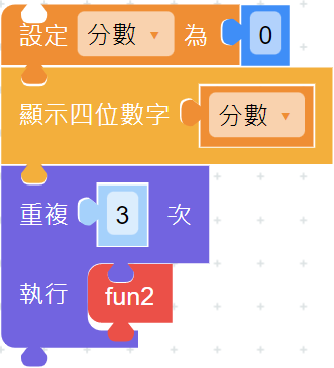 設定 分數 ▼ 為 0
顯示四位數字 分數 ▼
重複 3 次
執行 fun2